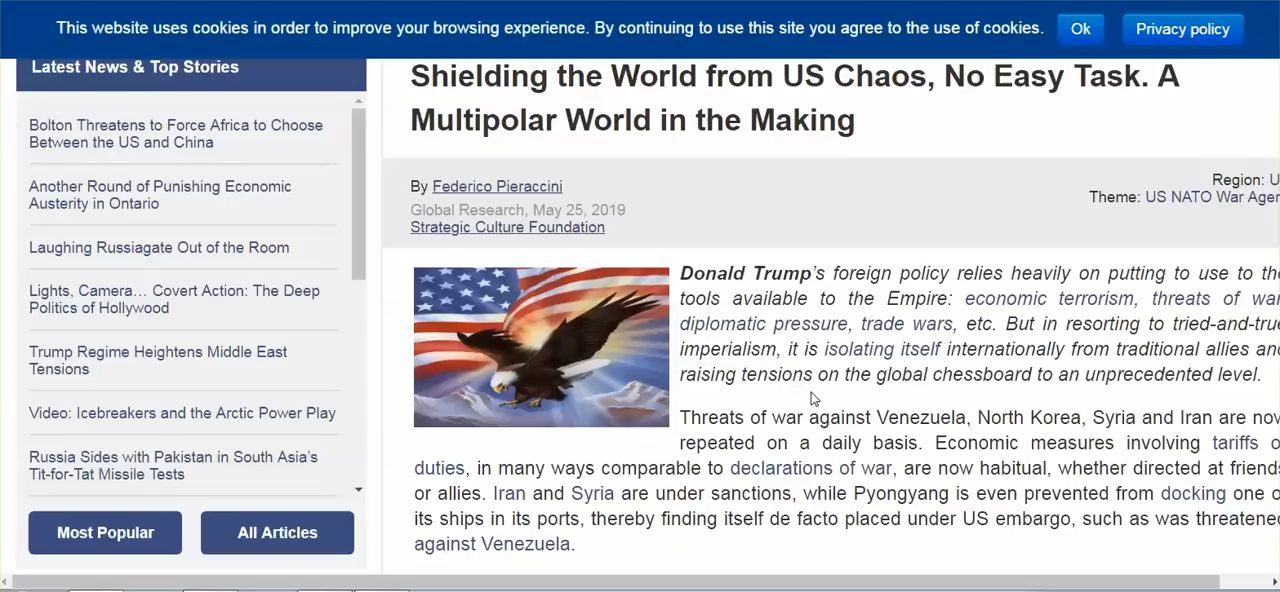 This website uses cookies in order to improve your browsing experience. By continuing to use this site you agree to the use of cookies.
Ok
Privacy policy
Latest News & Top Stories
Bolton Threatens to Force Africa to Choose
Between the US and China
Another Round of Punishing Economic
Austerity in Ontario
Laughing Russiagate Out of the Room
Lights, Camera… Covert Action: The Deep
Politics of Hollywood
Trump Regime Heightens Middle East
Tensions
Video: Icebreakers and the Arctic Power Play
Russia Sides with Pakistan in South Asia's
Tit-for-Tat Missile Tests
Most Popular
All Articles
Shielding the World from US Chaos, No Easy Task. A
Multipolar World in the Making
By Federico Pieraccini
Global Research, May 25, 2019
Strategic Culture Foundation
Region:
Theme: US NATO War
Donald Trump's foreign policy relies heavily on putting to use to
tools available to the Empire: economic terrorism, threats of
diplomatic pressure, trade wars, etc. But in resorting to
imperialism, it is isolating itself internationally from traditional allies
raising tensions on the global chessboard to an unprecedented level.
Threats of war against Venezuela, North Korea, Syria and Iran are
repeated on a daily basis. Economic measures involving tariffs
duties, in many ways comparable to declarations of war, are now habitual, whether directed at
or allies. Iran and Syria are under sanctions, while Pyongyang is even prevented from docking one
its ships in its ports, thereby finding itself de facto placed under US embargo, such as was
against Venezuela.